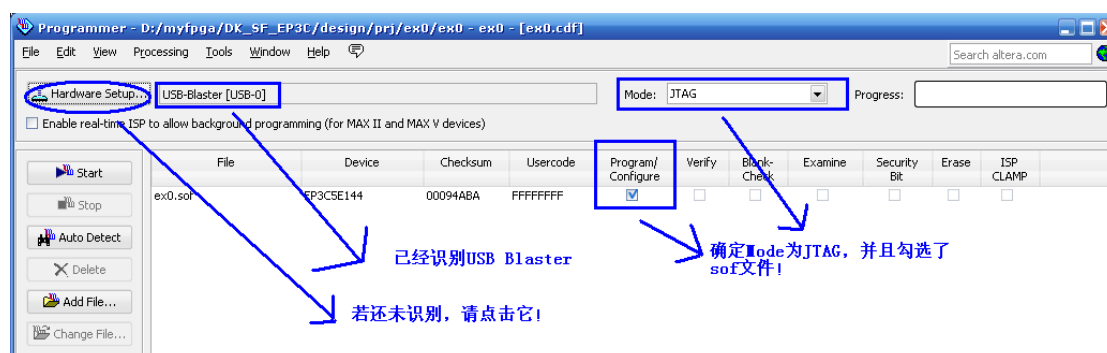 Programmer - D:/myfpga/DK_SF_EP3C/design/prj/ex0/ex0 - ex0 - [ex0.cdf]
File Edit View Processing Tools Window Help
Search altera.com
Hardware Setup... USB-Blaster [USB-0] Mode: JTAG Progress:
Enable real-time ISP to allow background programming (for MAX II and MAX V devices)
File Device Checksum Usercode Program/ Verify Blank- Examine Security Erase ISP
Configure Check Bit CLAMP
Start
ex0.sof EP3C5E144 00094ABA FFFFFFFF
Stop
Auto Detect
Delete
Add File...
Change File...
已经识别USB Blaster
确定Mode为JTAG，并且勾选了
sof文件！
若还未识别，请点击它！